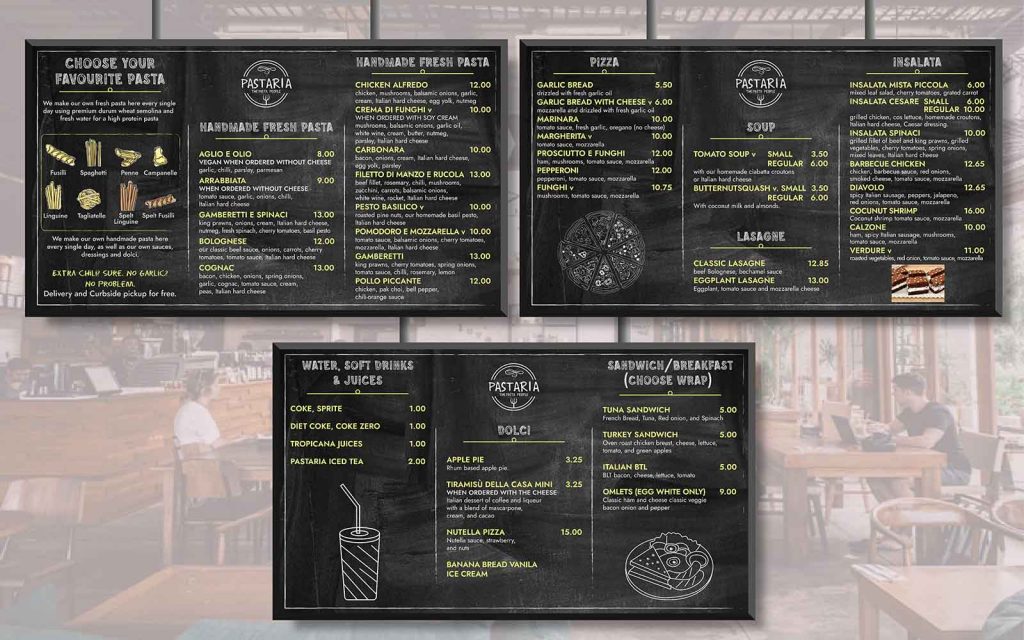 CHOOSE YOUR
FAVOURITE PASTA
We make our own fresh pasta here every single
day using premium durum wheat semolina and
fresh water for a high protein pasta
Fusilli Spaghatti Penno Campanelle
Linguine Tagliatelle Spelt Linguine Spelt Fusilli
We make our own handmade pasta here
every single day, as well as our own sauces,
dressings and dolci.
EXTRA CHILI? SURE. NO GARLIC?
NO PROBLEM.
Delivery and Curbside pickup for free.
PASTARIA
THE PASTA PEOPLE
HANDMADE FRESH PASTA
AGLIO E OLIO 8.00
VEGAN WHEN ORDERED WITHOUT CHEESE
garlic, chilli, parsley, parmesan
ARRABBIATA 9.00
WHEN ORDERED WITHOUT CHEESE
tomato sauce, garlic, onions, chilli,
Italian hard cheese
GAMBERETTI E SPINACI 13.00
king prawns, onions, cream, Italian hard cheese,
nutmeg, fresh spinach, cherry tomatoes, basil pesto
BOLOGNESE 12.00
our classic beef sauce, onions, carrots, cherry
tomatoes, tomato sauce, Italian hard cheese
COGNAC 13.00
bacon, chicken, onions, spring onions,
garlic, cognac, tomato sauce, cream,
peas, Italian hard cheese
HANDMADE FRESH PASTA
CHICKEN ALFREDO 12.00
chicken, mushrooms, balsamic onions, garlic,
cream, Italian hard cheese, egg yolk, nutmeg
CREMA DI FUNGHI v 10.00
WHEN ORDERED WITH SOY CREAM
mushrooms, balsamic onions, garlic oil,
white wine, cream, butter, nutmeg,
parsley, Italian hard cheese
CARBONARA 10.00
bacon, onions, cream, Italian hard cheese,
egg yolk, parsley
FILETTO DI MANZO E RUCOLA 13.00
beef fillet, rosemary, chilli, mushrooms,
zucchini, carrots, balsamic onions,
white wine, rocket, Italian hard cheese
PESTO BASILICO v 10.00
roasted pine nuts, our homemade basil pesto,
Italian hard cheese
POMODORO E MOZZARELLA v 10.00
tomato sauce, balsamic onions, cherry tomatoes,
mozzarella, Italian hard cheese
GAMBERETTI 13.00
king prawns, cherry tomatoes, spring onions,
tomato sauce, chilli, rosemary, lemon
POLLO PICCANTE 12.00
chicken, pak choi, bell pepper,
chili-orange sauce
PIZZA
GARLIC BREAD 5.50
drizzled with fresh garlic oil
GARLIC BREAD WITH CHEESE v 6.00
mozzarella and drizzled with fresh garlic oil
MARINARA 10.00
tomato sauce, fresh garlic, oregano (no cheese)
MARGHERITA v 10.00
tomato sauce, mozzarella
PROSCIUTTO E FUNGHI 12.00
ham, mushrooms, tomato sauce, mozzarella
PEPPERONI 12.00
pepperoni, tomato sauce, mozzarella
FUNGHI v 10.75
mushrooms, tomato sauce, mozzarella
PASTARIA
THE PASTA PEOPLE
SOUP
TOMATO SOUP v SMALL 3.50
REGULAR 6.00
with our homemade ciabatta croutons
or Italian hard cheese
BUTTERNUTSQUASH v. SMALL 3.50
REGULAR 6.00
With coconut milk and almonds.
LASAGNE
CLASSIC LASAGNE 12.85
beef Bolognese, bechamel sauce
EGGPLANT LASAGNE 13.00
Eggplant, tomato sauce and mozzarella cheese
INSALATA
INSALATA MISTA PICCOLA 6.00
mixed leaf salad, cherry tomatoes, grated carrot
INSALATA CESARE SMALL 6.00
REGULAR 10.00
grilled chicken, cos lettuce, homemade croutons,
Italian hard cheese, Caesar dressing.
INSALATA SPINACI 10.00
grilled fillet of beef and king prawns, grilled
vegetables, cherry tomatoes, spring onions,
mixed leaves, Italian hard cheese
BARBECUE CHICKEN 12.65
chicken, barbecue sauce, red onions,
smoked cheese, tomato sauce, mozzarella
DIAVOLO 12.65
spicy Italian sausage, peppers, jalapeno,
red onions, tomato sauce, mozzarella
COCUNUT SHRIMP 16.00
Coconut shrimp tomato sauce, mozzarella
CALZONE 10.00
ham, spicy Italian sausage, mushrooms,
tomato sauce, mozzarella
VERDURE v 11.00
roasted vegetables, red onion, tomato sauce, mozzarella
WATER, SOFT DRINKS
& JUICES
COKE, SPRITE 1.00
DIET COKE, COKE ZERO 1.00
TROPICANA JUICES 1.00
PASTARIA ICED TEA 2.00
PASTARIA
THE PASTA PEOPLE
DOLCI
APPLE PIE 3.25
Rhum based apple pie.
TIRAMISÙ DELLA CASA MINI 3.25
WHEN ORDERED WITH THE CHEESE
Italian dessert of coffee and liqueur
with a blend of mascarpone,
cream, and cacao
NUTELLA PIZZA 15.00
Nutella sauce, strawberry,
and nuts
BANANA BREAD VANILA
ICE CREAM
SANDWICH/BREAKFAST
(CHOOSE WRAP)
TUNA SANDWICH 5.00
French Bread, Tuna, Red onion, and Spinach
TURKEY SANDWICH 5.00
Oven roast chicken breast, cheese, lettuce,
tomato, and green apples
ITALIAN BTL 5.00
BLT bacon, cheese, lettuce, tomato
OMLETS (EGG WHITE ONLY) 9.00
Classic ham and cheese classic veggie
bacon onion and pepper